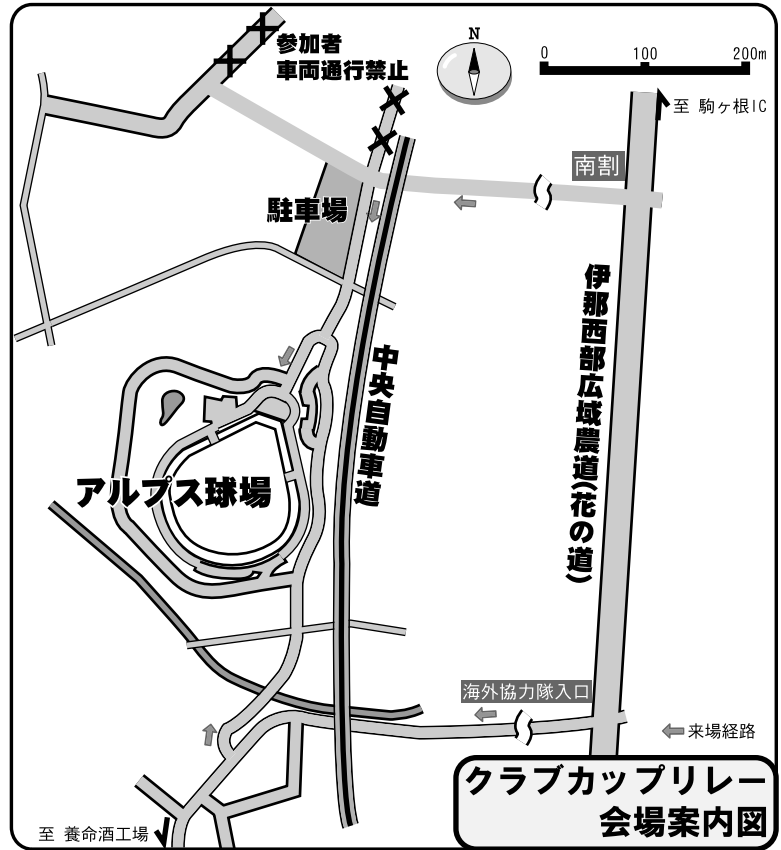 参加者
車両通行禁止
N
0 100 200m
至 駒ヶ根IC
南割
駐車場
伊那西部広域農道(花の道)
中央自動車道
アルプス球場
海外協力隊入口
来場経路
クラブカップリレー
会場案内図
至 養命酒工場